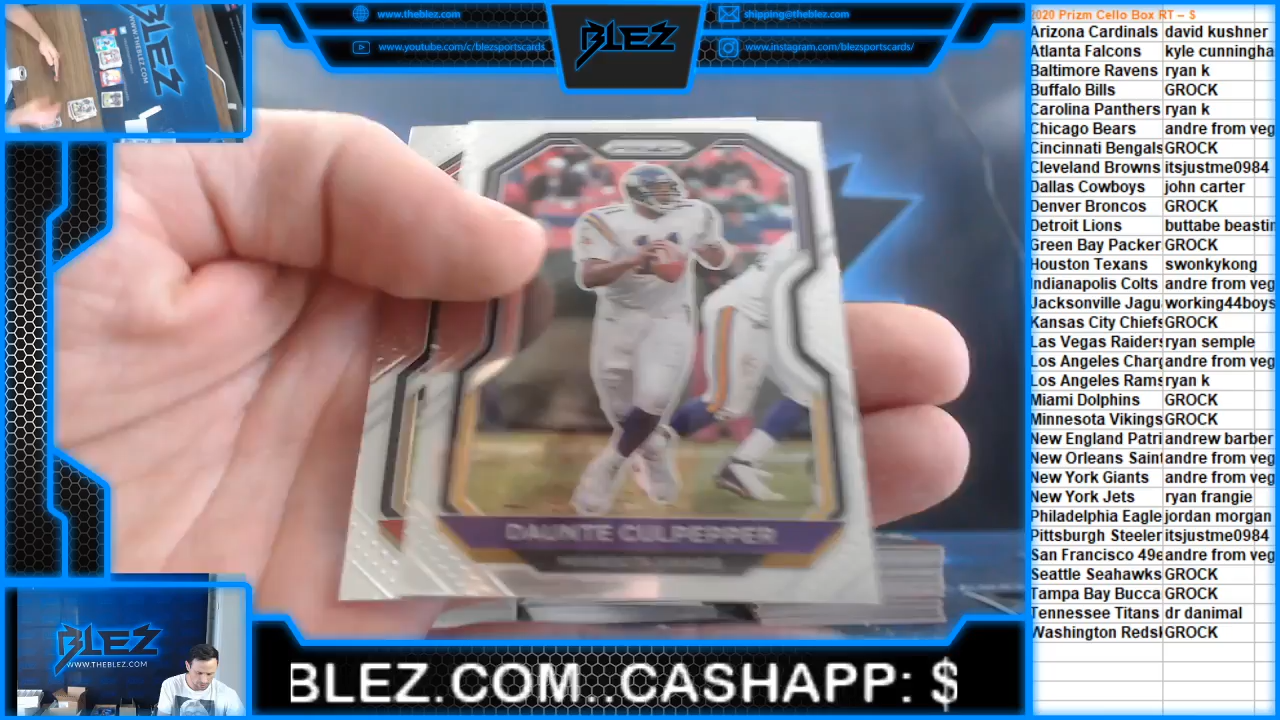 www.theblez.com
www.youtube.com/c/blezsportscards
BLEZ
shipping@theblez.com
www.instagram.com/blezsportscards/
BLEZ
PRIZM
DAUNTE CULPEPPER
BLEZ
WWW.THEBLEZ.COM
BLEZ.COM..CASHAPP: $
2020 Prizm Cello Box RT – $
Arizona Cardinals david kushner
Atlanta Falcons kyle cunningha
Baltimore Ravens ryan k
Buffalo Bills GROCK
Carolina Panthers ryan k
Chicago Bears andre from veg
Cincinnati Bengals GROCK
Cleveland Browns itsjustme0984
Dallas Cowboys john carter
Denver Broncos GROCK
Detroit Lions buttabe beastin
Green Bay Packer GROCK
Houston Texans swonkykong
Indianapolis Colts andre from veg
Jacksonville Jagu working44boys
Kansas City Chiefs GROCK
Las Vegas Raiders ryan semple
Los Angeles Charg andre from veg
Los Angeles Rams ryan k
Miami Dolphins GROCK
Minnesota Vikings GROCK
New England Patri andrew barber
New Orleans Saint andre from veg
New York Giants andre from veg
New York Jets ryan frangie
Philadelphia Eagle jordan morgan
Pittsburgh Steeler itsjustme0984
San Francisco 49e andre from veg
Seattle Seahawks GROCK
Tampa Bay Bucca GROCK
Tennessee Titans dr danimal
Washington Redsk GROCK